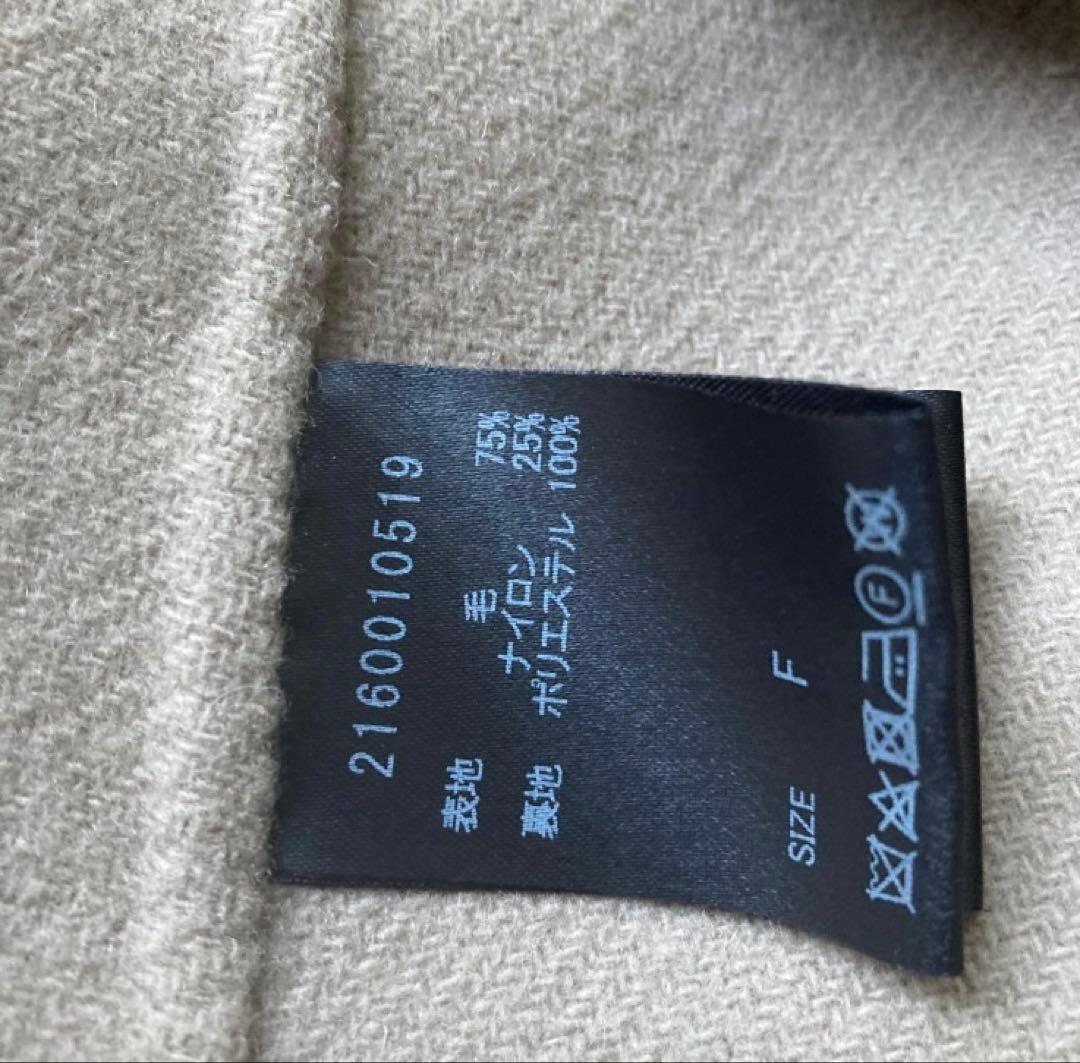 2160010519
表地 毛 75%
ナイロン 25%
裏地 ポリエステル 100%
SIZE F
F W